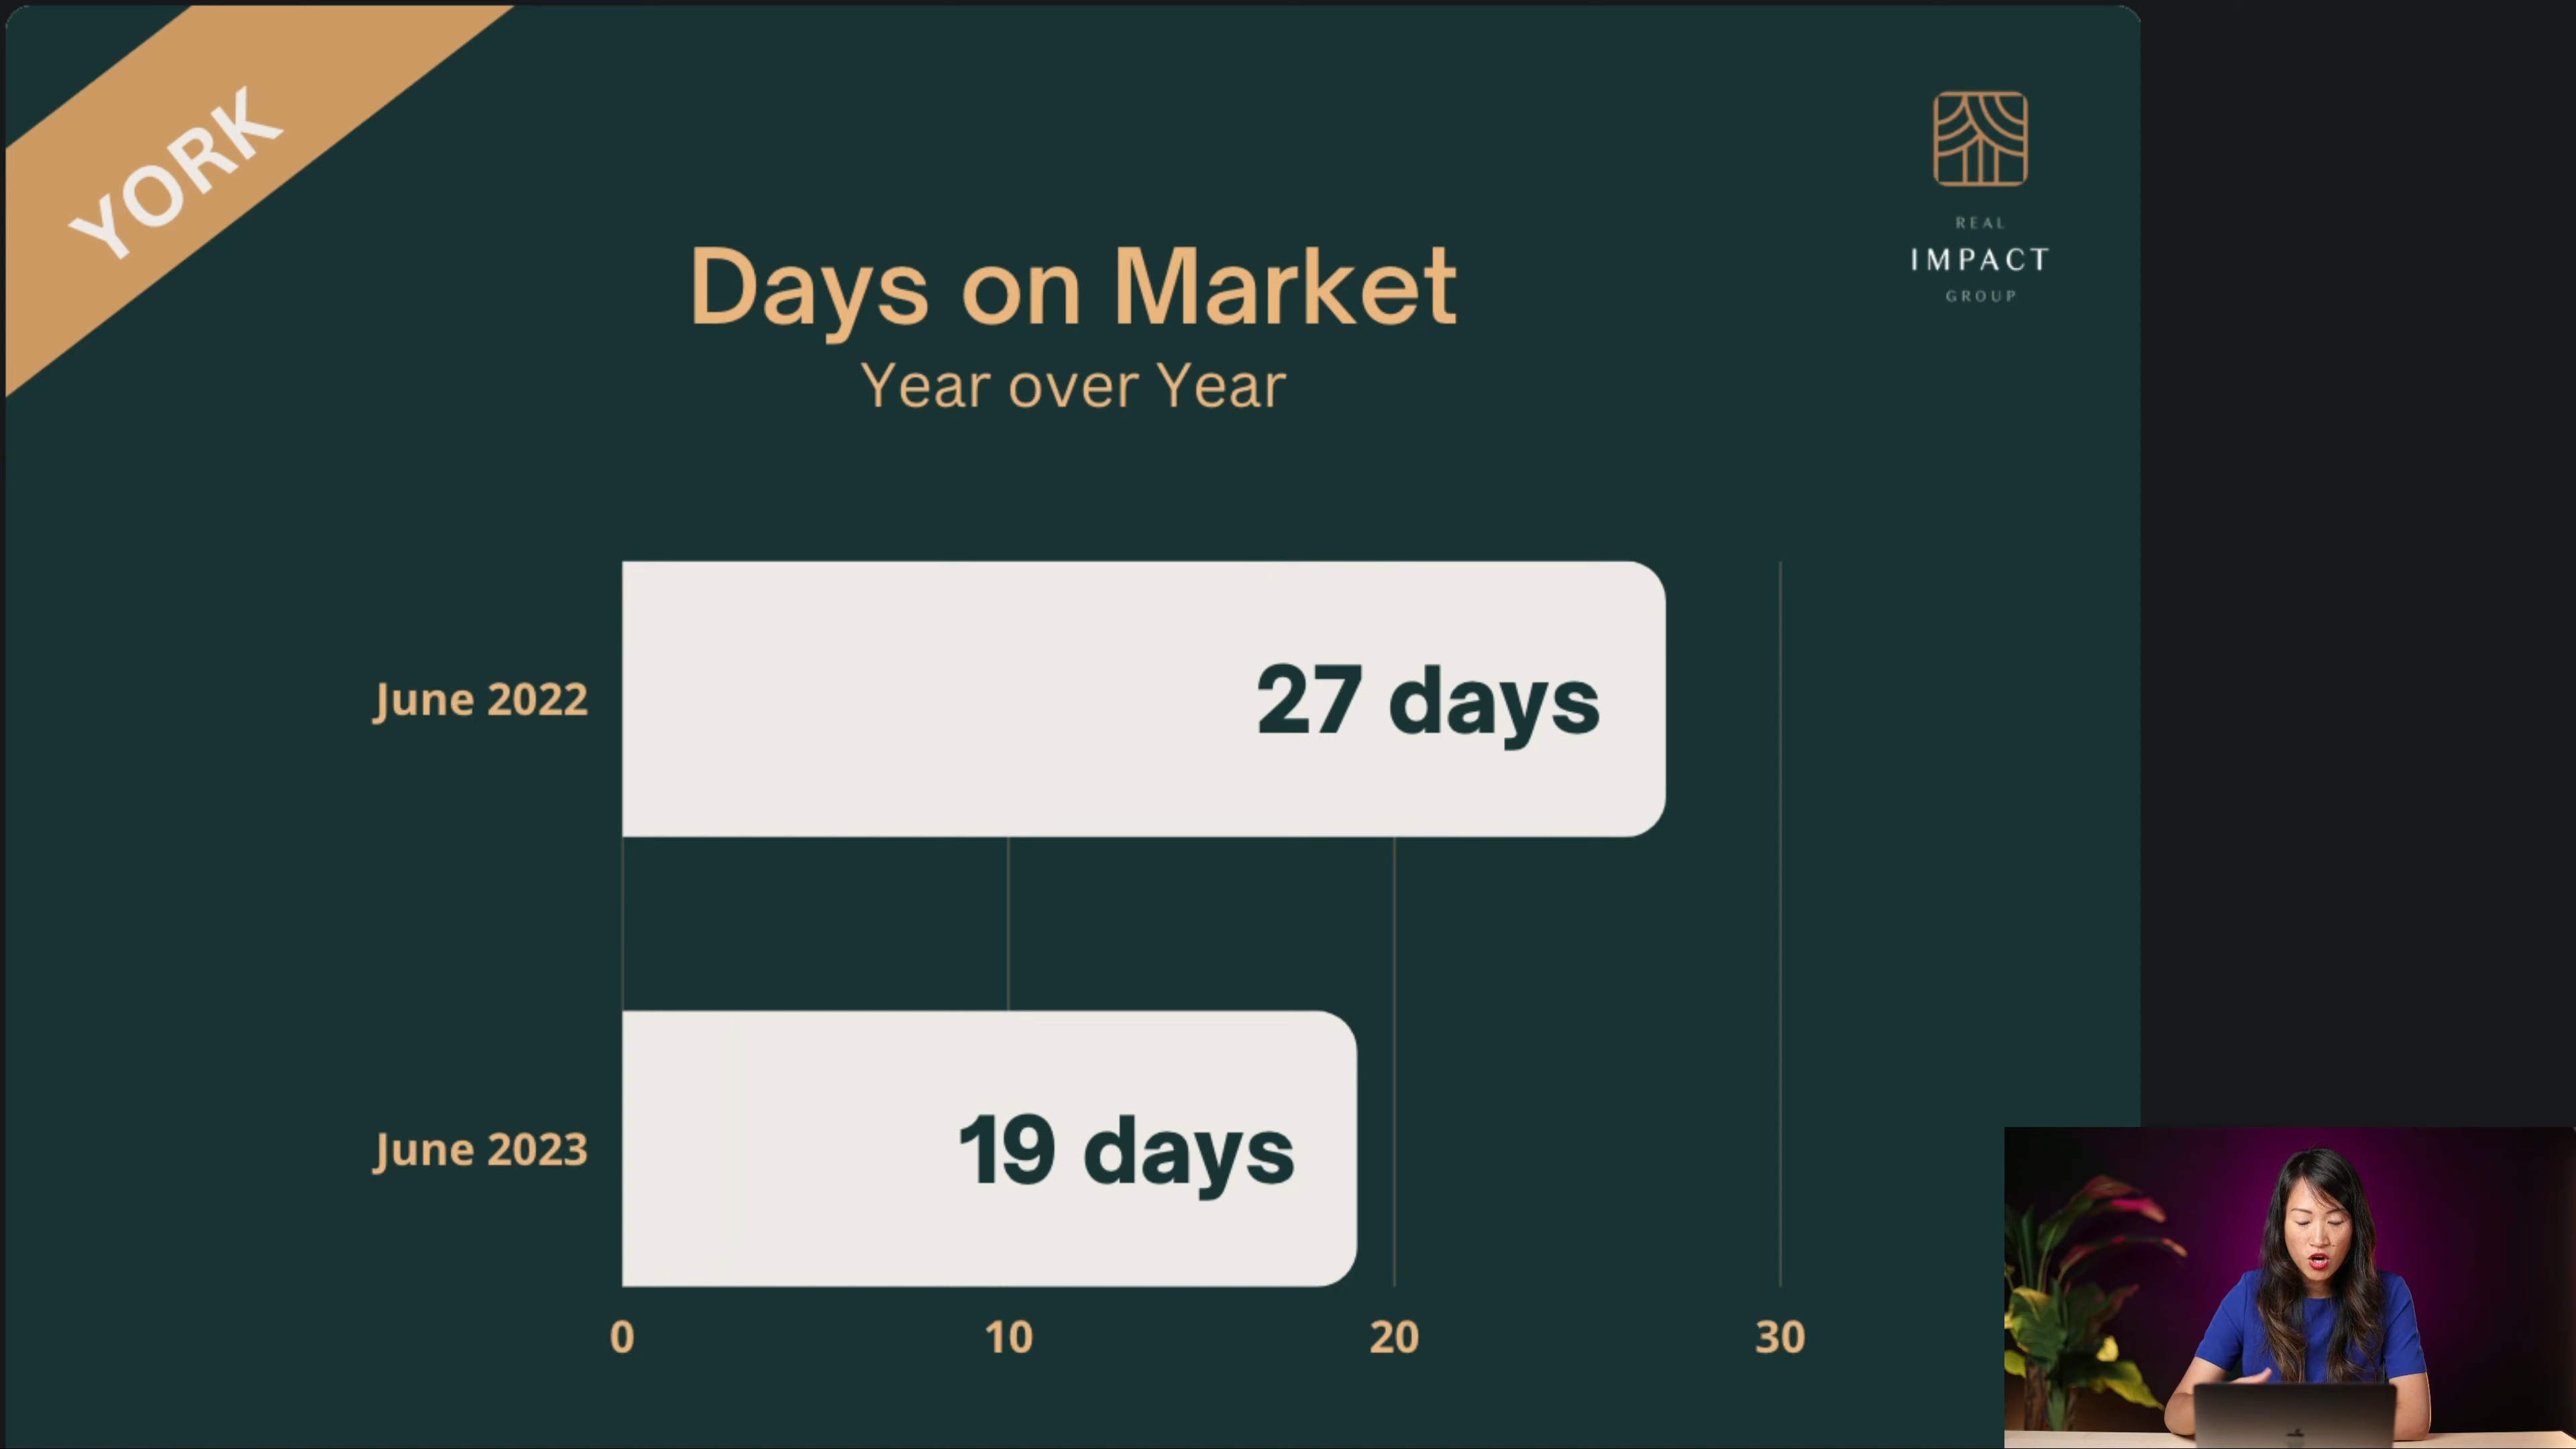 YORK
REAL
IMPACT
GROUP
Days on Market
Year over Year
June 2022
27 days
June 2023
19 days
0 10 20 30